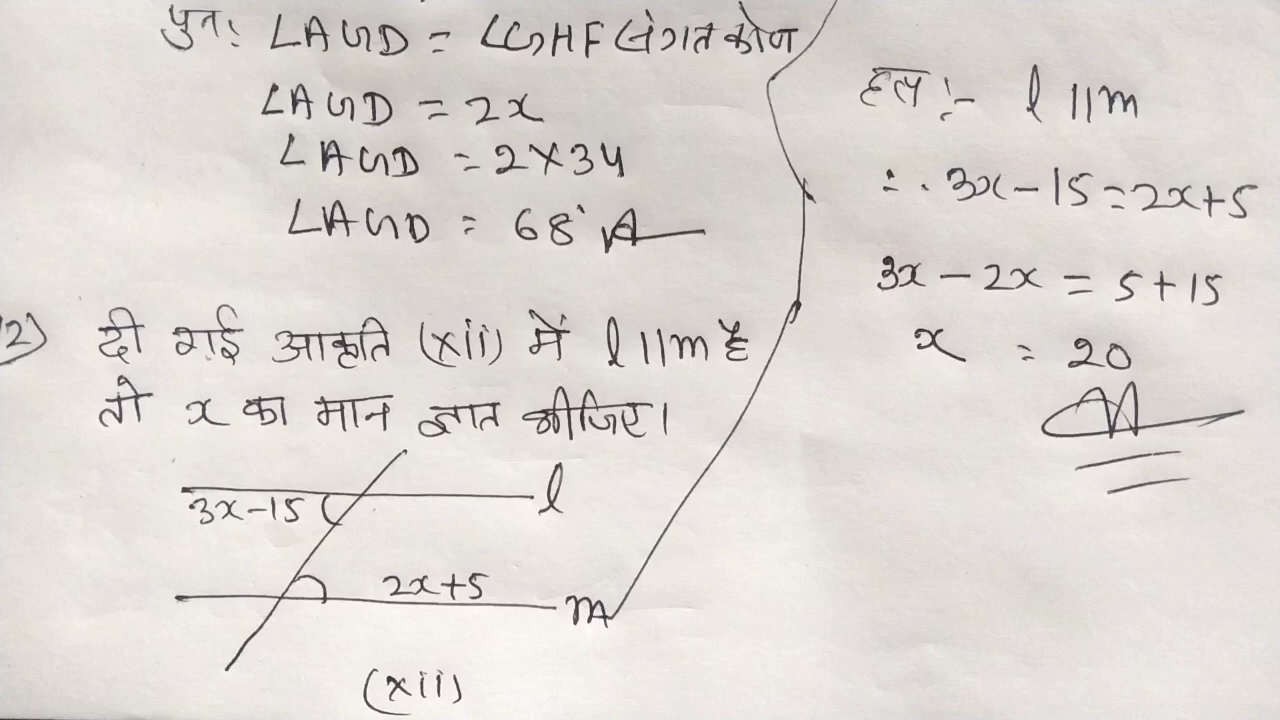 पुनः ∠AGD = ∠GHF संगत कोण
∠AGD = 2x
∠AGD = 2×34
∠AGD = 68°
2) दी गई आकृति (xii) में l ∥ m है
तो x का मान ज्ञात कीजिए।
l
3x-15
2x+5
m
(xii)
हल :- l ∥ m
∴ 3x-15=2x+5
3x-2x = 5+15
x = 20